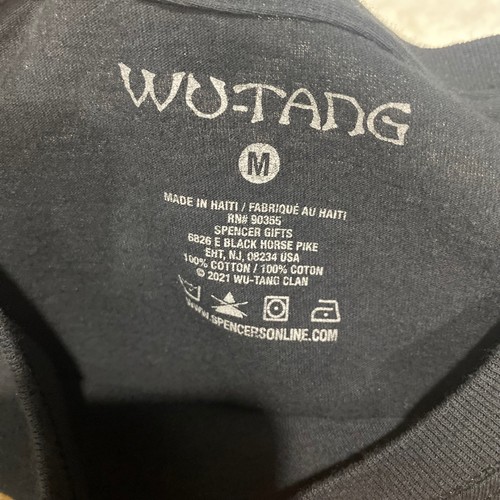 WU-TANG
M
MADE IN HAITI / FABRIQUÉ AU HAITI
RN# 90355
SPENCER GIFTS
6826 E BLACK HORSE PIKE
EHT, NJ, 08234 USA
100% COTTON / 100% COTON
© 2021 WU-TANG CLAN
WWW.SPENCERSONLINE.COM